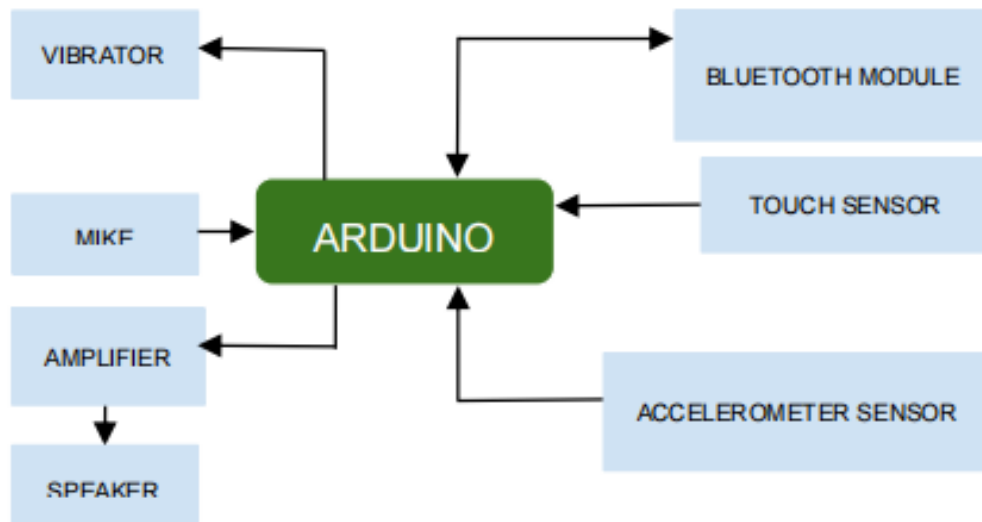 VIBRATOR
BLUETOOTH MODULE
TOUCH SENSOR
MIKE
ARDUINO
AMPLIFIER
ACCELEROMETER SENSOR
SPEAKER